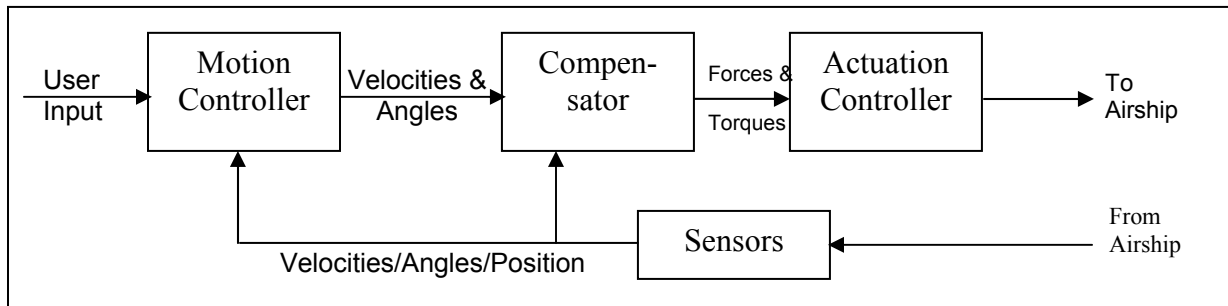 User
Input
Motion
Controller
Velocities &
Angles
Compen-
sator
Forces &
Torques
Actuation
Controller
To
Airship
Velocities/Angles/Position
Sensors
From
Airship